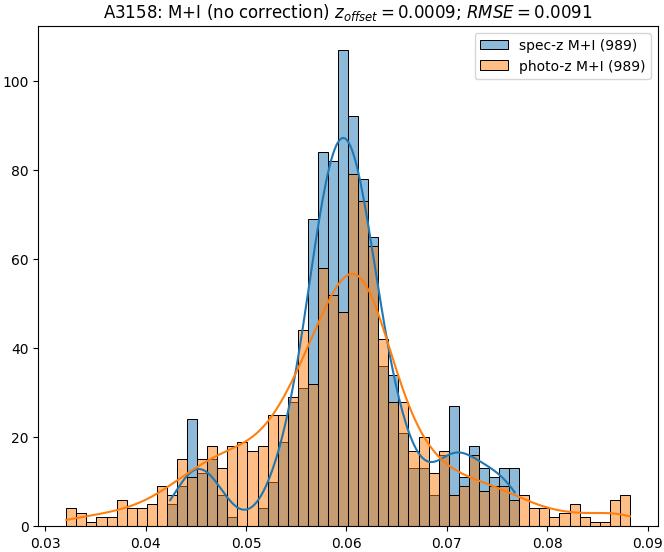 A3158: M+I (no correction) z_offset = 0.0009; RMSE = 0.0091
spec-z M+I (989)
photo-z M+I (989)
100
80
60
40
20
0
0.03 0.04 0.05 0.06 0.07 0.08 0.09